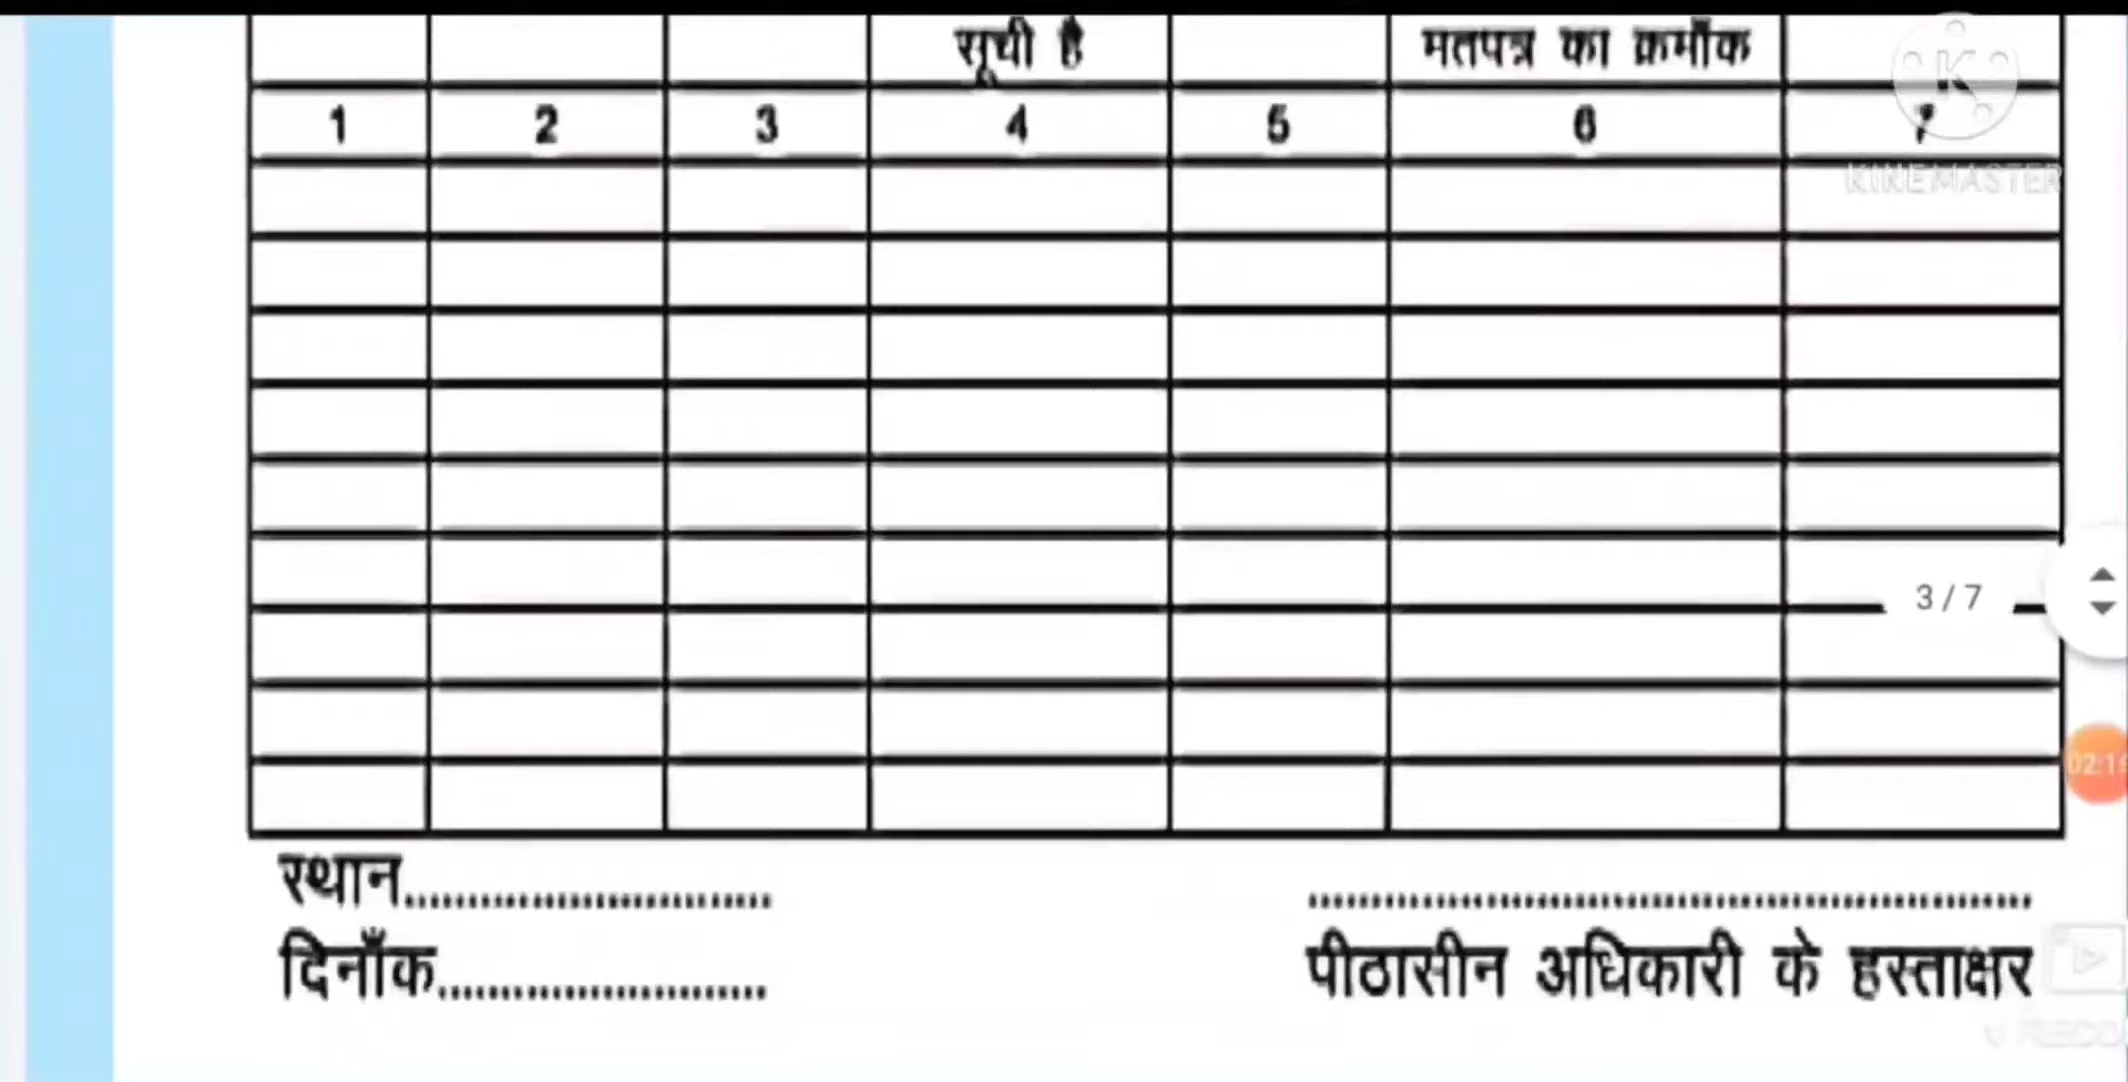 सूची है मतपत्र का क्रमाँक
1 2 3 4 5 6 7
KINEMASTER
3 / 7
स्थान.............................
दिनाँक..........................
.........................................................
पीठासीन अधिकारी के हस्ताक्षर